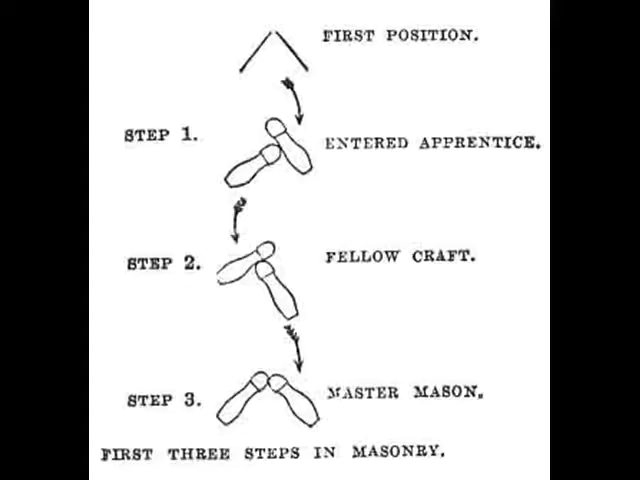 FIRST POSITION.
STEP 1.
ENTERED APPRENTICE.
STEP 2.
FELLOW CRAFT.
STEP 3.
MASTER MASON.
FIRST THREE STEPS IN MASONRY.